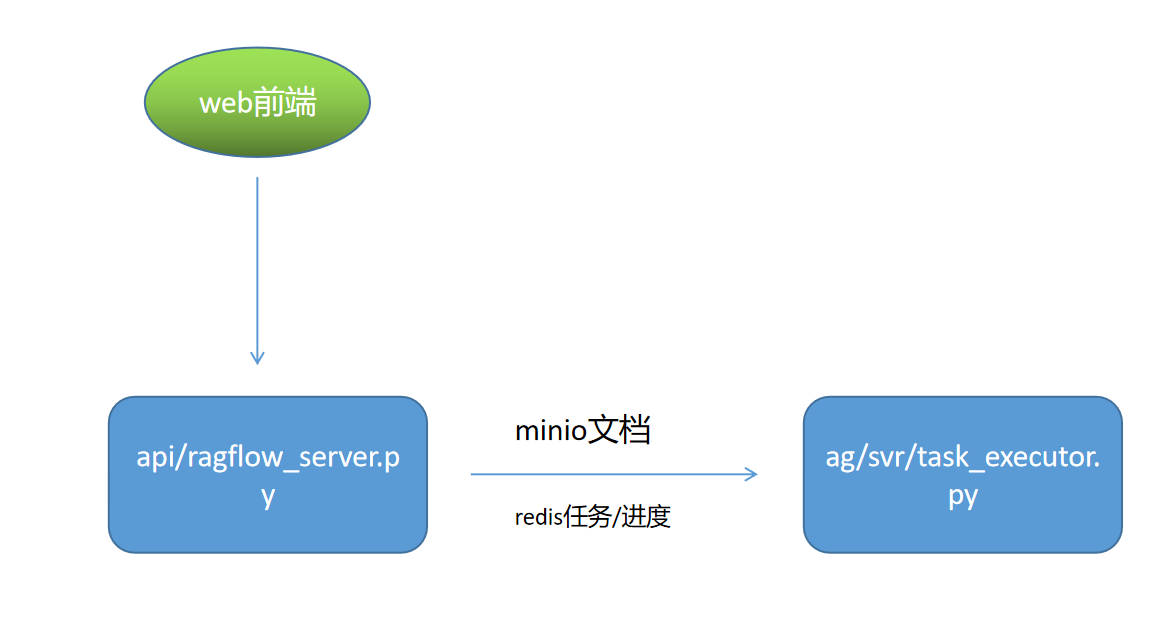 web前端
api/ragflow_server.p
y
minio文档
redis任务/进度
ag/svr/task_executor.
py